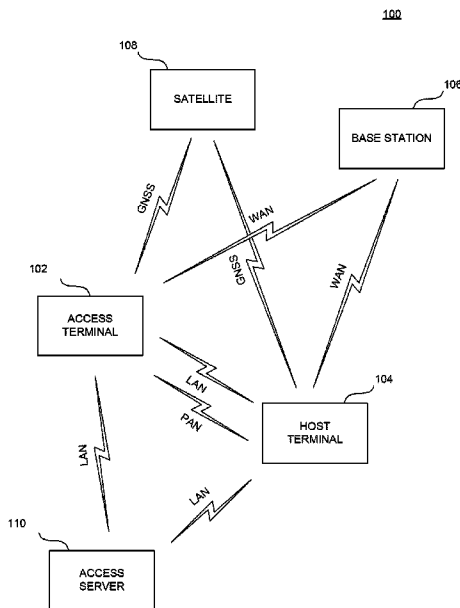 100
108
SATELLITE
106
BASE STATION
GNSS
WAN
GNSS
WAN
102
ACCESS
TERMINAL
LAN
PAN
104
HOST
TERMINAL
LAN
LAN
110
ACCESS
SERVER